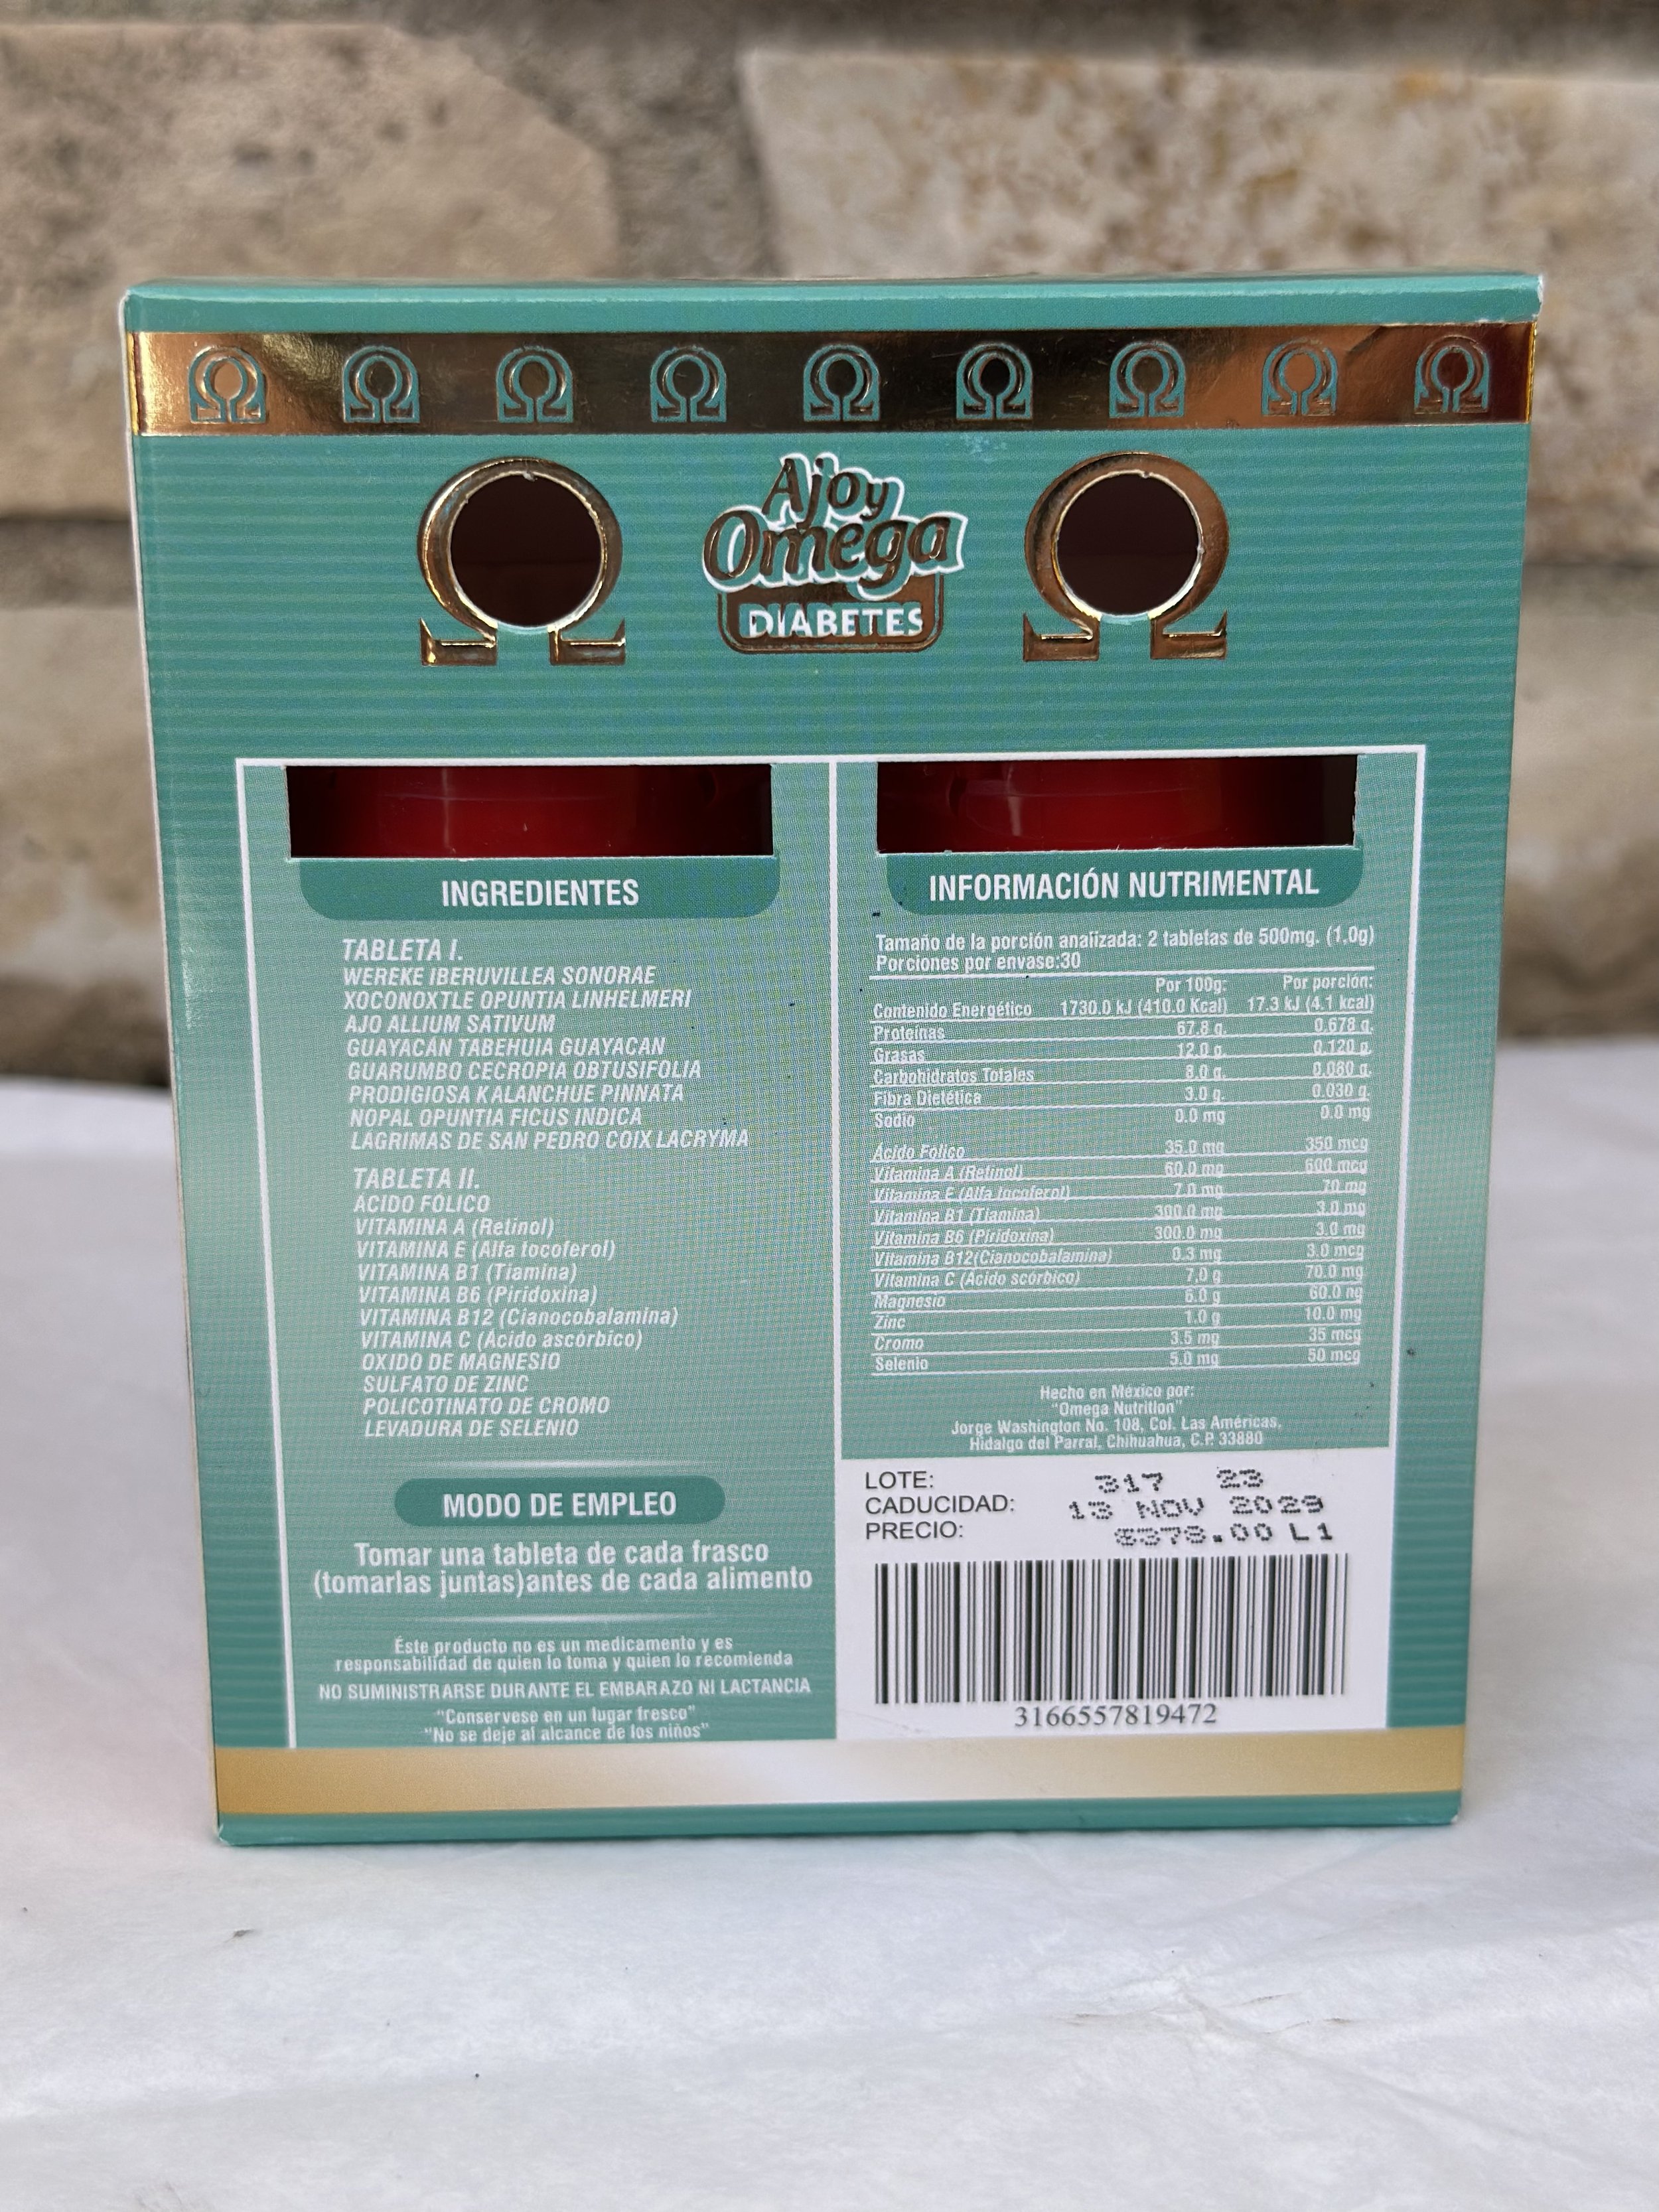 Ajo y
Omega
DIABETES
INGREDIENTES
TABLETA I.
WEREKE IBERUVILLEA SONORAE
XOCONOXTLE OPUNTIA LINHELMERI
AJO ALLIUM SATIVUM
GUAYACÁN TABEHUIA GUAYACAN
GUARUMBO CECROPIA OBTUSIFOLIA
PRODIGIOSA KALANCHUE PINNATA
NOPAL OPUNTIA FICUS INDICA
LAGRIMAS DE SAN PEDRO COIX LACRYMA
TABLETA II.
ÁCIDO FÓLICO
VITAMINA A (Retinol)
VITAMINA E (Alfa tocoferol)
VITAMINA B1 (Tiamina)
VITAMINA B6 (Piridoxina)
VITAMINA B12 (Cianocobalamina)
VITAMINA C (Ácido ascórbico)
OXIDO DE MAGNESIO
SULFATO DE ZINC
POLICOTINATO DE CROMO
LEVADURA DE SELENIO
MODO DE EMPLEO
Tomar una tableta de cada frasco
(tomarlas juntas)antes de cada alimento
Éste producto no es un medicamento y es
responsabilidad de quien lo toma y quien lo recomienda
NO SUMINISTRARSE DURANTE EL EMBARAZO NI LACTANCIA
"Conservese en un lugar fresco"
"No se deje al alcance de los niños"
INFORMACIÓN NUTRIMENTAL
Tamaño de la porción analizada: 2 tabletas de 500mg. (1,0g)
Porciones por envase:30
Por 100g: Por porción:
Contenido Energético 1730.0 kJ (410.0 Kcal) 17.3 kJ (4.1 kcal)
Proteínas 67.8 g. 0.678 g.
Grasas 12.0 g. 0.120 g.
Carbohidratos Totales 8.0 g. 0.080 g.
Fibra Dietética 3.0 g. 0.030 g.
Sodio 0.0 mg 0.0 mg
Ácido Fólico 35.0 mg 350 mcg
Vitamina A (Retinol) 60.0 mg 600 mcg
Vitamina E (Alfa tocoferol) 7.0 mg 70 mg
Vitamina B1 (Tiamina) 300.0 mg 3.0 mg
Vitamina B6 (Piridoxina) 300.0 mg 3.0 mg
Vitamina B12(Cianocobalamina) 0.3 mg 3.0 mcg
Vitamina C (Ácido scórbico) 7,0 g 70.0 mg
Magnesio 6.0 g 60.0 ng
Zinc 1.0 g 10.0 mg
Cromo 3.5 mg 35 mcg
Selenio 5.0 mg 50 mcg
Hecho en México por:
"Omega Nutrition"
Jorge Washington No. 108, Col. Las Américas,
Hidalgo del Parral, Chihuahua, C.P. 33880
LOTE: 317 23
CADUCIDAD: 13 NOV 2029
PRECIO: $378.00 L1
3166557819472